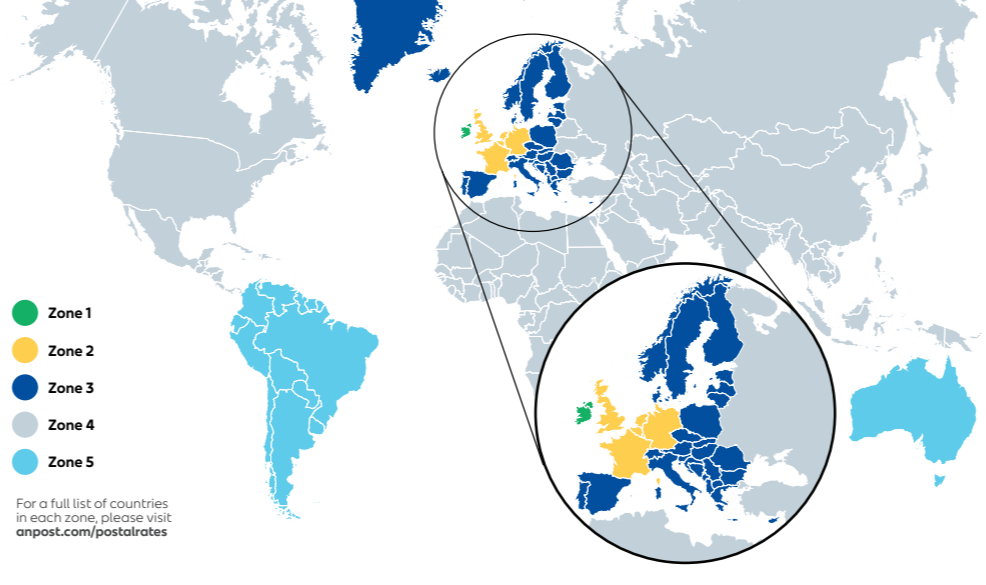 Zone 1
Zone 2
Zone 3
Zone 4
Zone 5
For a full list of countries
in each zone, please visit
anpost.com/postalrates